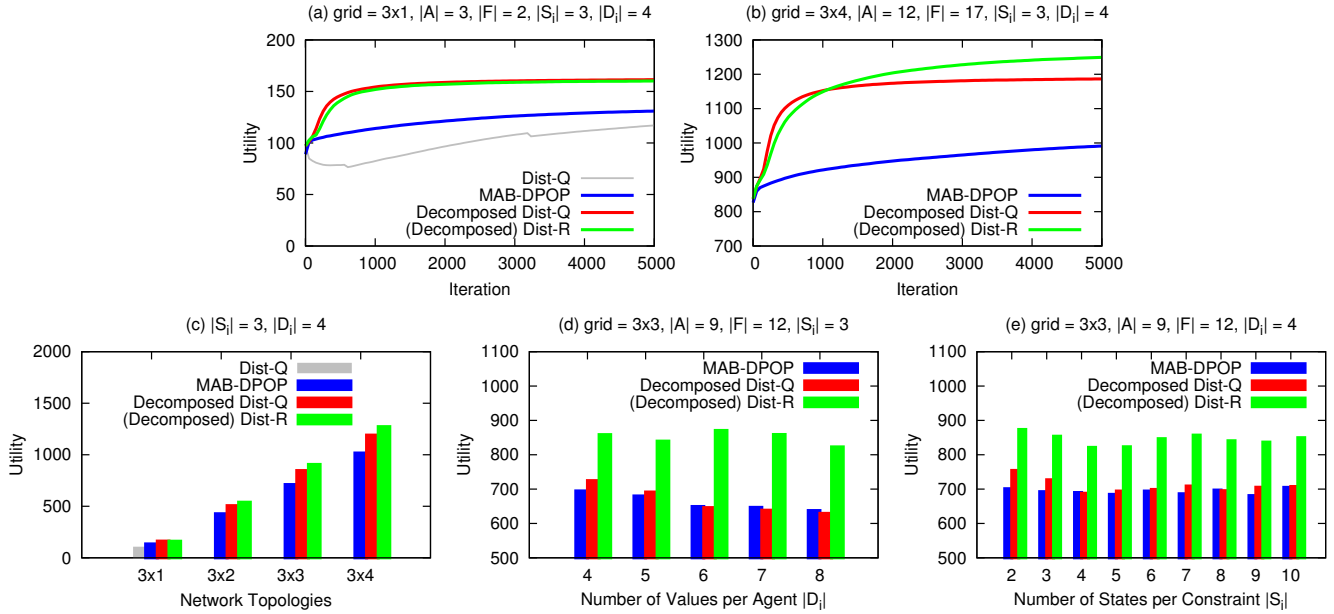 (a) grid = 3x1, |A| = 3, |F| = 2, |S_i| = 3, |D_i| = 4
200
150
100
50
0
Utility
0 1000 2000 3000 4000 5000
Iteration
Dist-Q
MAB-DPOP
Decomposed Dist-Q
(Decomposed) Dist-R
(b) grid = 3x4, |A| = 12, |F| = 17, |S_i| = 3, |D_i| = 4
1300
1200
1100
1000
900
800
700
Utility
0 1000 2000 3000 4000 5000
Iteration
MAB-DPOP
Decomposed Dist-Q
(Decomposed) Dist-R
(c) |S_i| = 3, |D_i| = 4
2000
1500
1000
500
0
Utility
Dist-Q
MAB-DPOP
Decomposed Dist-Q
(Decomposed) Dist-R
3x1 3x2 3x3 3x4
Network Topologies
(d) grid = 3x3, |A| = 9, |F| = 12, |S_i| = 3
1100
1000
900
800
700
600
500
Utility
MAB-DPOP
Decomposed Dist-Q
(Decomposed) Dist-R
4 5 6 7 8
Number of Values per Agent |D_i|
(e) grid = 3x3, |A| = 9, |F| = 12, |D_i| = 4
1100
1000
900
800
700
600
500
Utility
MAB-DPOP
Decomposed Dist-Q
(Decomposed) Dist-R
2 3 4 5 6 7 8 9 10
Number of States per Constraint |S_i|